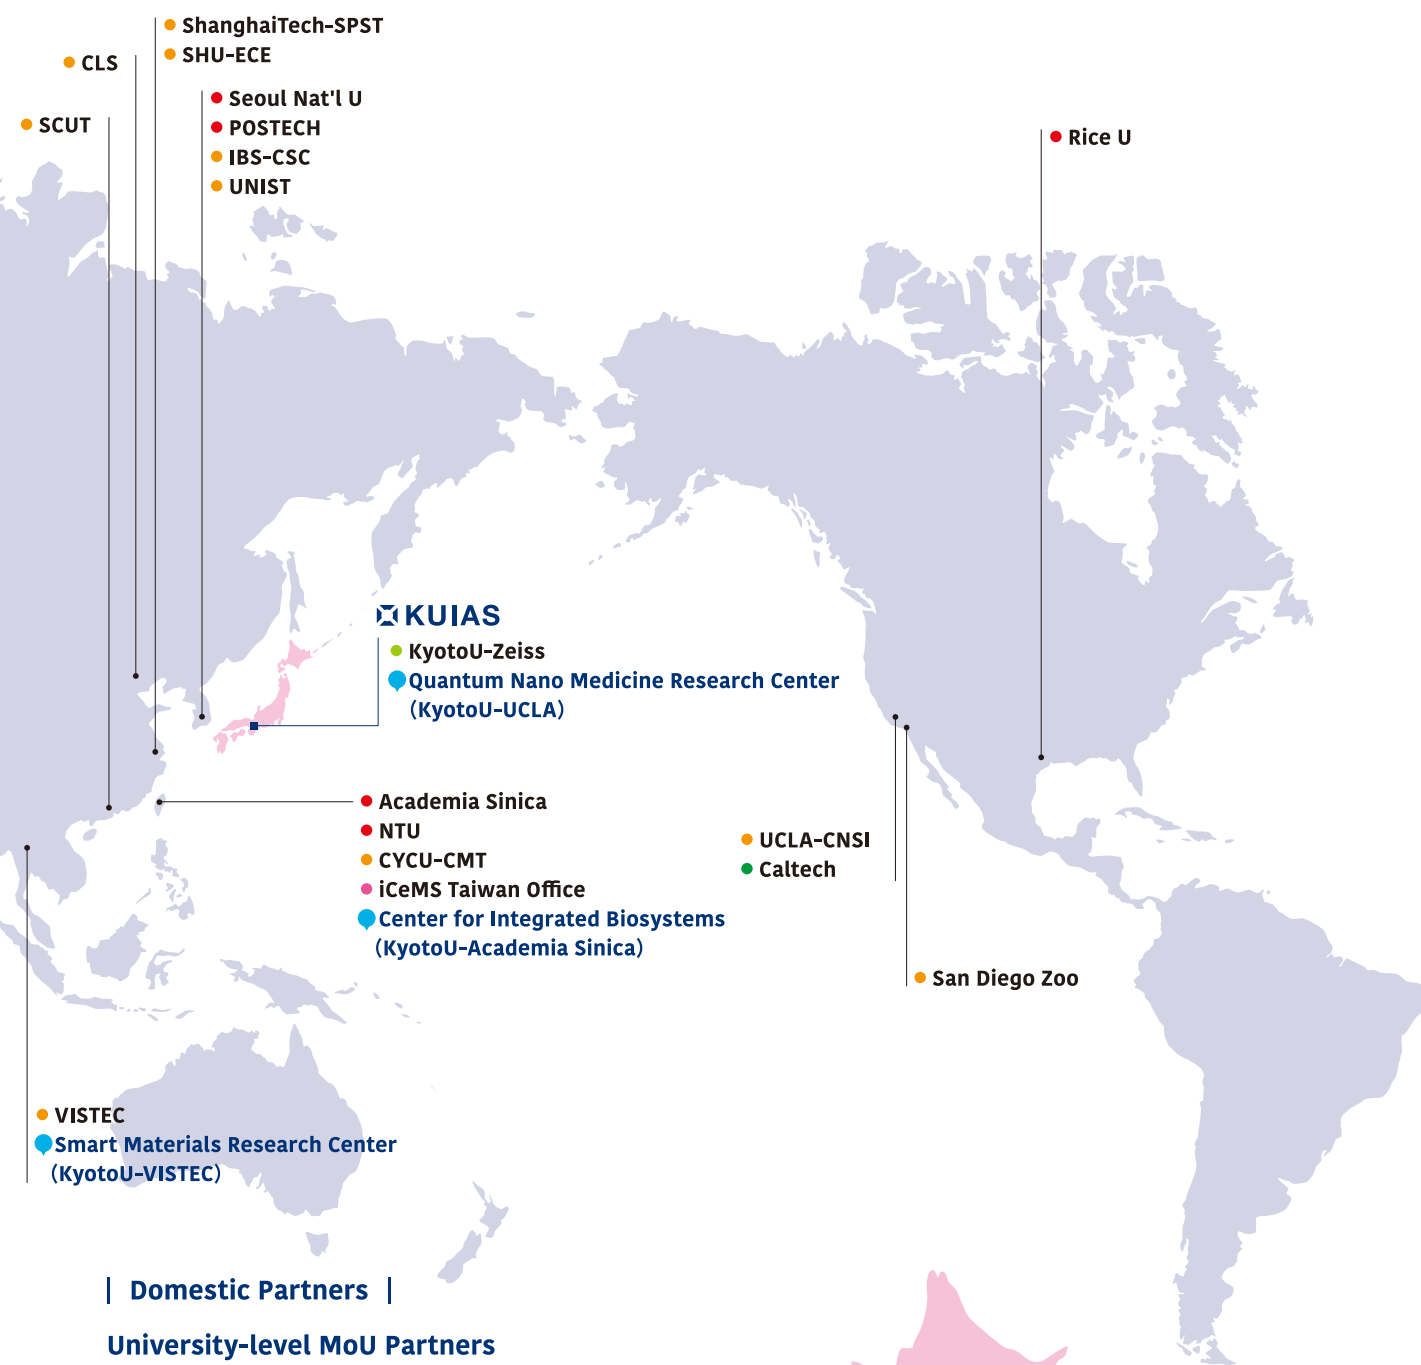 ShanghaiTech-SPST
SHU-ECE
CLS
Seoul Nat'l U
POSTECH
IBS-CSC
UNIST
SCUT
Rice U
KUIAS
KyotoU-Zeiss
Quantum Nano Medicine Research Center
(KyotoU-UCLA)
Academia Sinica
NTU
CYCU-CMT
iCeMS Taiwan Office
Center for Integrated Biosystems
(KyotoU-Academia Sinica)
UCLA-CNSI
Caltech
San Diego Zoo
VISTEC
Smart Materials Research Center
(KyotoU-VISTEC)
| Domestic Partners |
University-level MoU Partners